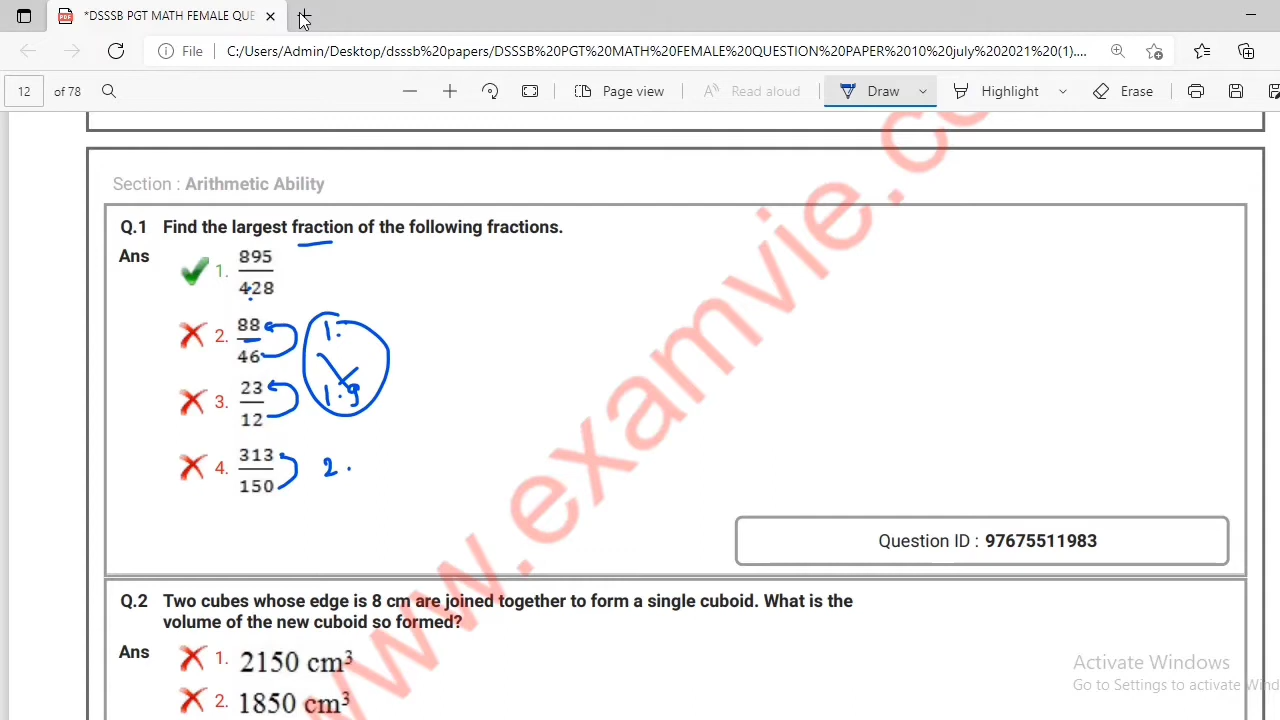 *DSSSB PGT MATH FEMALE QUE
File C:/Users/Admin/Desktop/dsssb%20papers/DSSSB%20PGT%20MATH%20FEMALE%20QUESTION%20PAPER%2010%20july%202021%20(1)....
12 of 78 Page view Read aloud Draw Highlight Erase
Section : Arithmetic Ability
Q.1 Find the largest fraction of the following fractions.
Ans
1. 895/428
2. 88/46
1.
3. 23/12
1.9
4. 313/150
2.
Question ID : 97675511983
Q.2 Two cubes whose edge is 8 cm are joined together to form a single cuboid. What is the
volume of the new cuboid so formed?
Ans
1. 2150 cm³
2. 1850 cm³
www.examvie.co
Activate Windows
Go to Settings to activate Wind